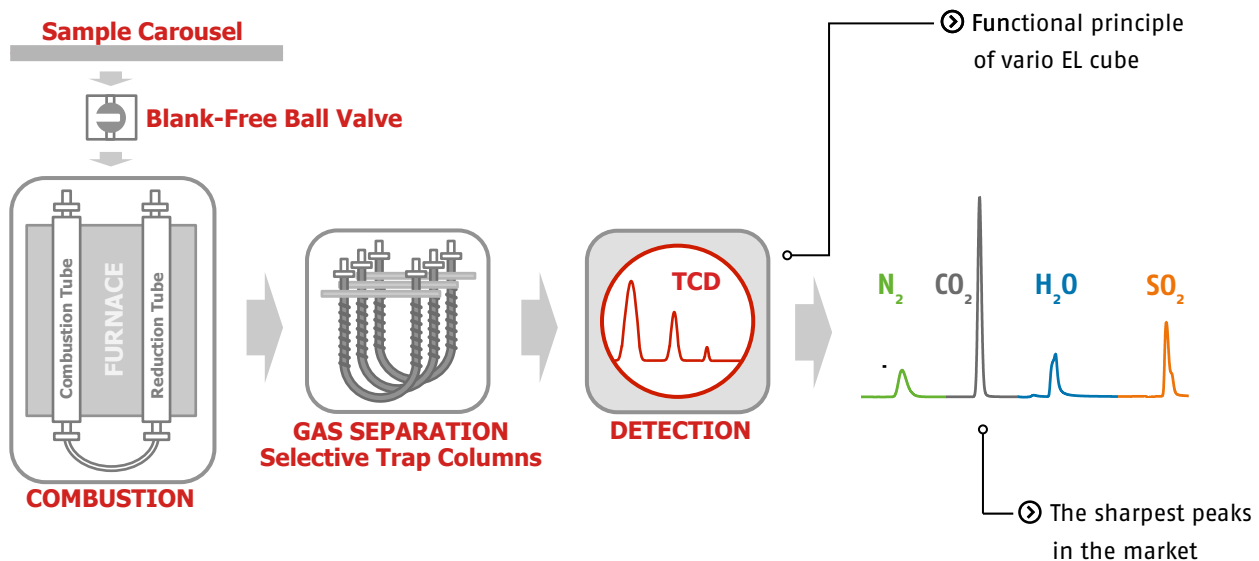 Sample Carousel
Blank-Free Ball Valve
Combustion Tube
FURNACE
Reduction Tube
COMBUSTION
GAS SEPARATION
Selective Trap Columns
TCD
DETECTION
Functional principle
of vario EL cube
N₂
CO₂
H₂O
SO₂
The sharpest peaks
in the market